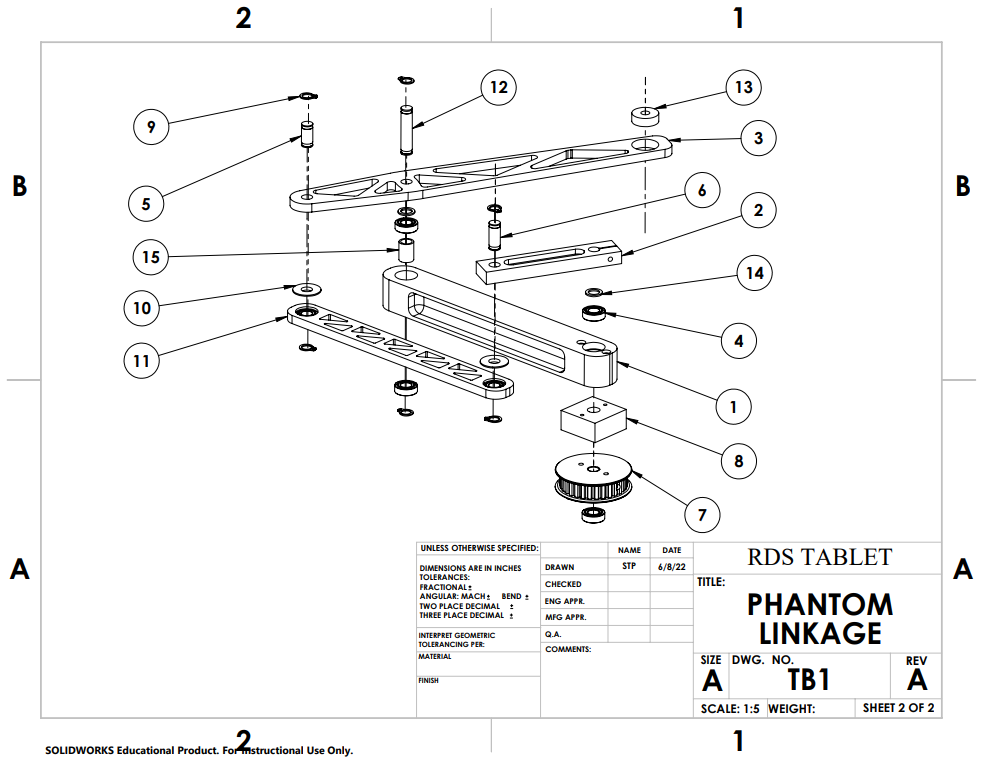 2
1
B
B
A
A
9
12
13
3
5
6
2
15
14
10
4
11
1
8
7
UNLESS OTHERWISE SPECIFIED:
DIMENSIONS ARE IN INCHES
TOLERANCES:
FRACTIONAL ±
ANGULAR: MACH ± BEND ±
TWO PLACE DECIMAL ±
THREE PLACE DECIMAL ±
INTERPRET GEOMETRIC
TOLERANCING PER:
MATERIAL
FINISH
NAME DATE
DRAWN STP 6/8/22
CHECKED
ENG APPR.
MFG APPR.
Q.A.
COMMENTS:
RDS TABLET
TITLE:
PHANTOM
LINKAGE
SIZE DWG. NO. REV
A TB1 A
SCALE: 1:5 WEIGHT: SHEET 2 OF 2
2
1
SOLIDWORKS Educational Product. For Instructional Use Only.